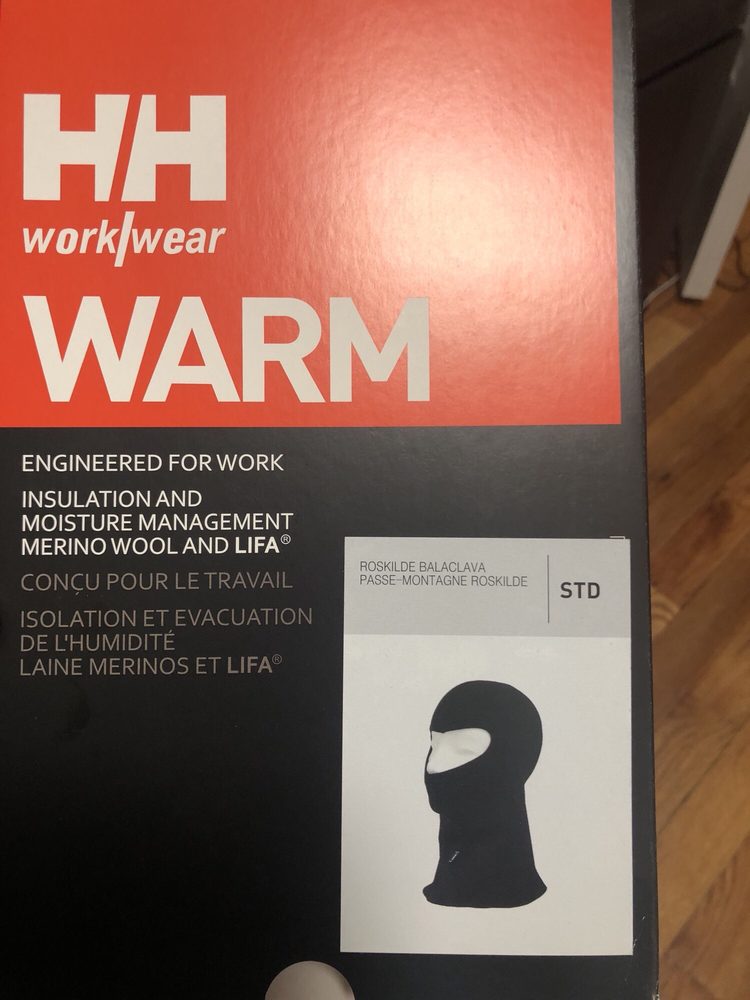 HH
work/wear
WARM
ENGINEERED FOR WORK
INSULATION AND
MOISTURE MANAGEMENT
MERINO WOOL AND LIFA®
CONÇU POUR LE TRAVAIL
ISOLATION ET EVACUATION
DE L'HUMIDITÉ
LAINE MERINOS ET LIFA®
ROSKILDE BALACLAVA
PASSE-MONTAGNE ROSKILDE
STD